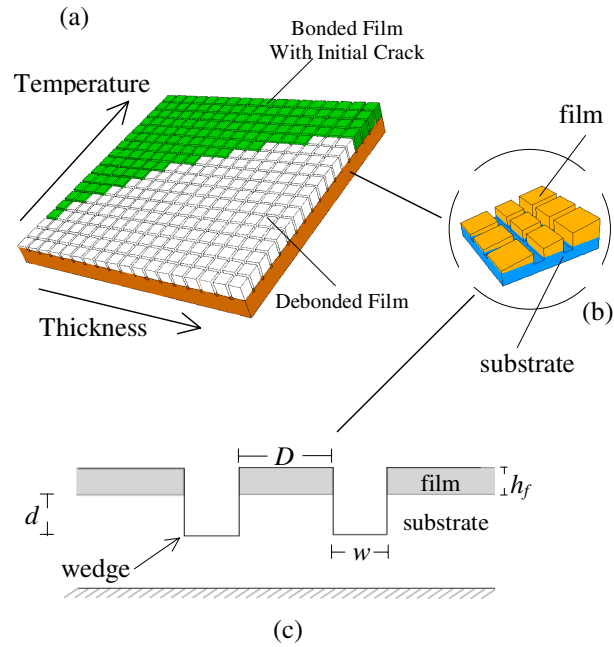 (a)
Bonded Film
With Initial Crack
Temperature
film
Debonded Film
Thickness
(b)
substrate
D
film
h_f
d
substrate
wedge
w
(c)